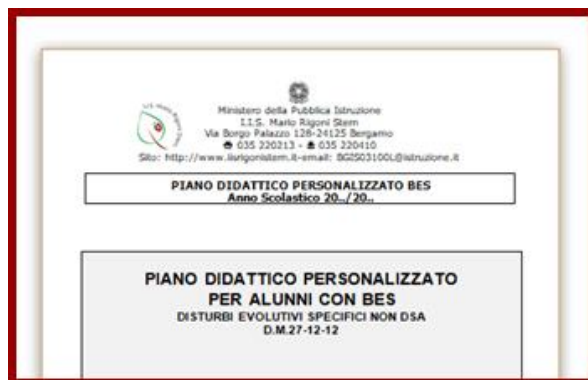 Ministero della Pubblica Istruzione
I.I.S. Mario Rigoni Stern
Via Borgo Palazzo 128-24125 Bergamo
035 220213 - 035 220410
Sito: http://www.iisrigonistern.it-email: BGIS03100L@istruzione.it
PIANO DIDATTICO PERSONALIZZATO BES
Anno Scolastico 20../20..
PIANO DIDATTICO PERSONALIZZATO
PER ALUNNI CON BES
DISTURBI EVOLUTIVI SPECIFICI NON DSA
D.M.27-12-12